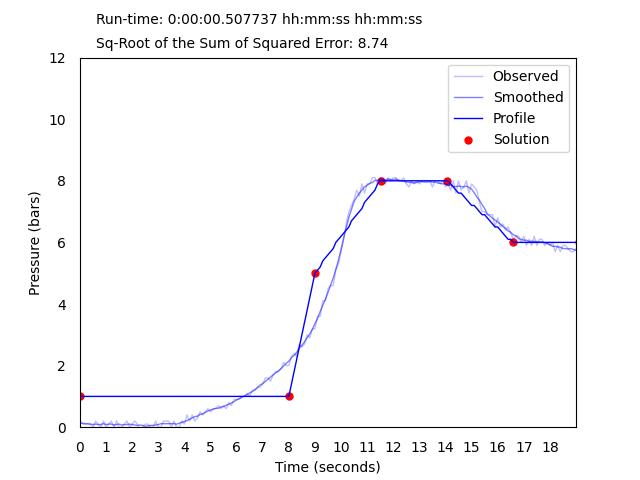 Run-time: 0:00:00.507737 hh:mm:ss hh:mm:ss
Sq-Root of the Sum of Squared Error: 8.74
Observed
Smoothed
Profile
Solution
12
10
8
6
4
2
0
Pressure (bars)
0 1 2 3 4 5 6 7 8 9 10 11 12 13 14 15 16 17 18
Time (seconds)